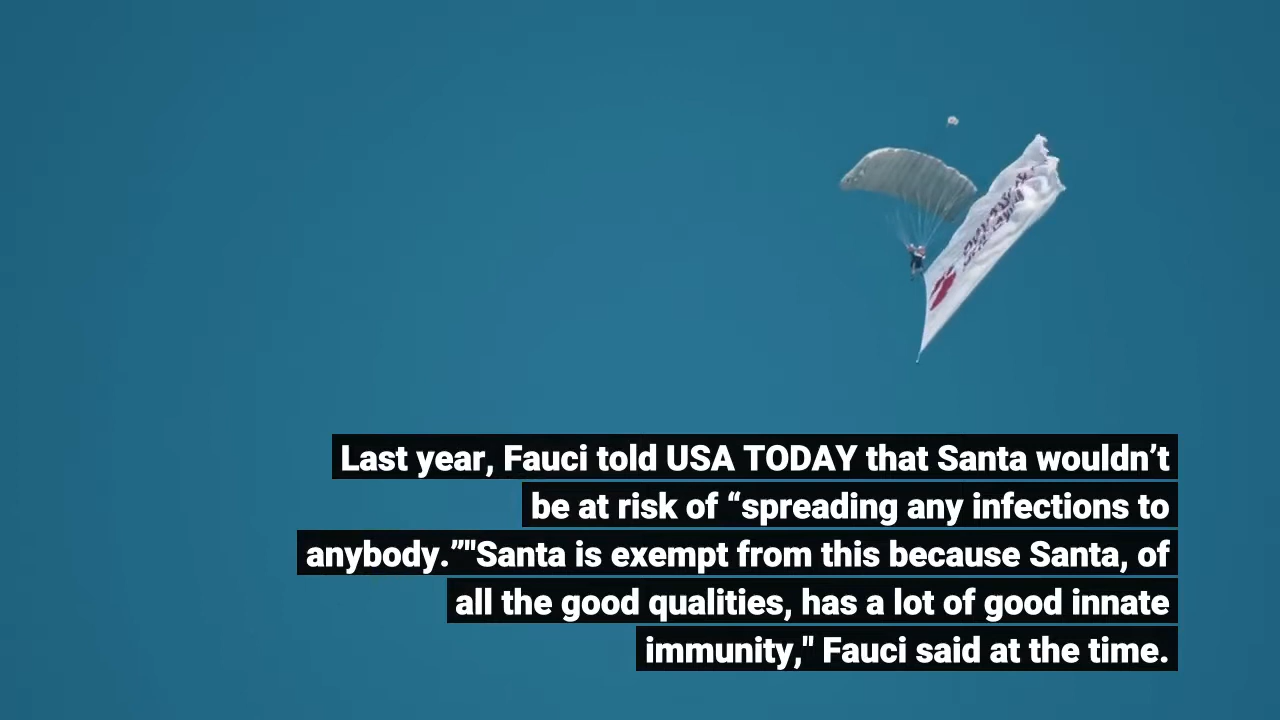 Last year, Fauci told USA TODAY that Santa wouldn’t
be at risk of “spreading any infections to
anybody.”"Santa is exempt from this because Santa, of
all the good qualities, has a lot of good innate
immunity," Fauci said at the time.